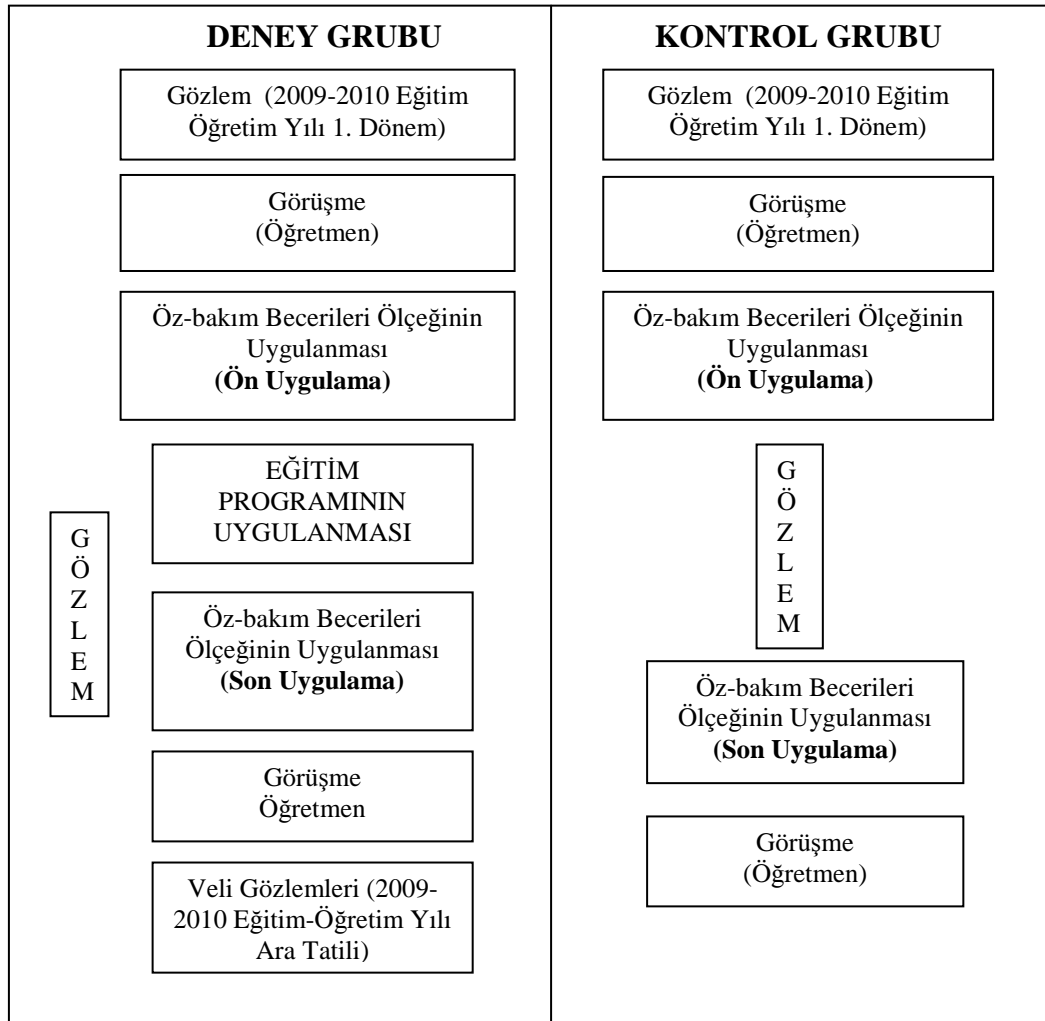 DENEY GRUBU
Gözlem (2009-2010 Eğitim
Öğretim Yılı 1. Dönem)
Görüşme
(Öğretmen)
Öz-bakım Becerileri Ölçeğinin
Uygulanması
(Ön Uygulama)
EĞİTİM
PROGRAMININ
UYGULANMASI
G
Ö
Z
L
E
M
Öz-bakım Becerileri
Ölçeğinin Uygulanması
(Son Uygulama)
Görüşme
Öğretmen
Veli Gözlemleri (2009-
2010 Eğitim-Öğretim Yılı
Ara Tatili)
KONTROL GRUBU
Gözlem (2009-2010 Eğitim
Öğretim Yılı 1. Dönem)
Görüşme
(Öğretmen)
Öz-bakım Becerileri Ölçeğinin
Uygulanması
(Ön Uygulama)
G
Ö
Z
L
E
M
Öz-bakım Becerileri
Ölçeğinin Uygulanması
(Son Uygulama)
Görüşme
(Öğretmen)